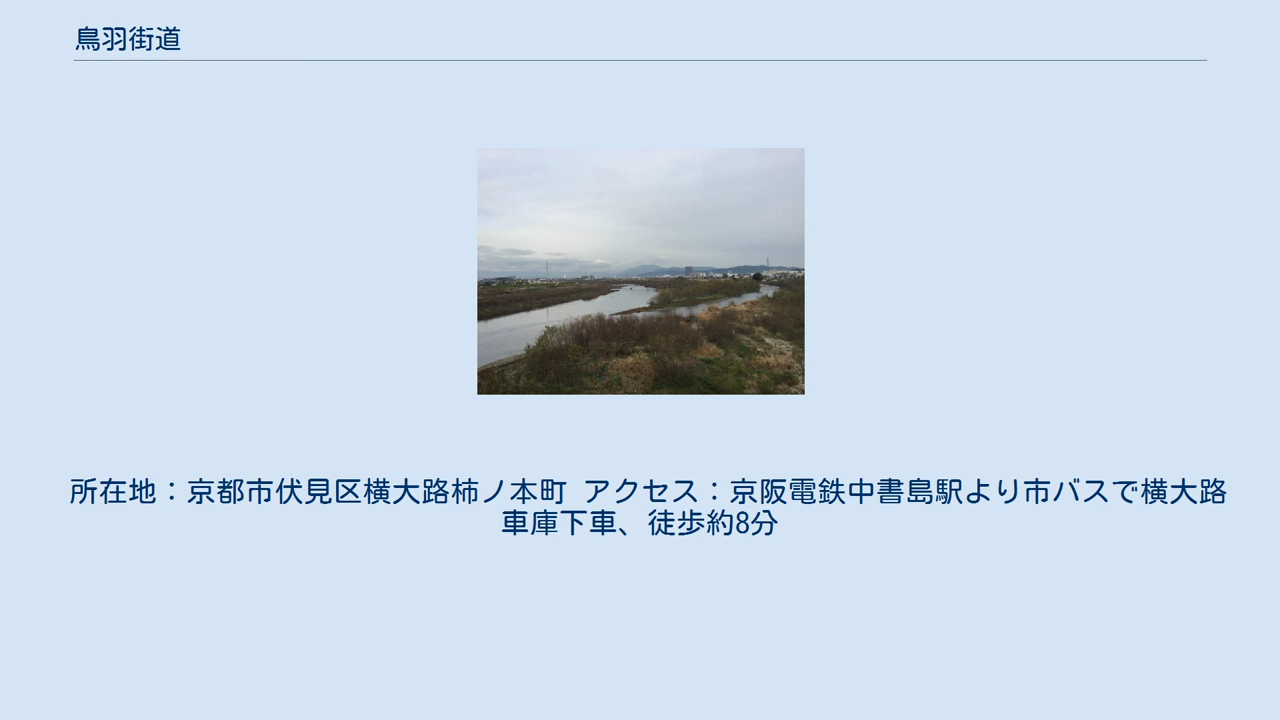 鳥羽街道
所在地：京都市伏見区横大路柿ノ本町 アクセス：京阪電鉄中書島駅より市バスで横大路
車庫下車、徒歩約8分